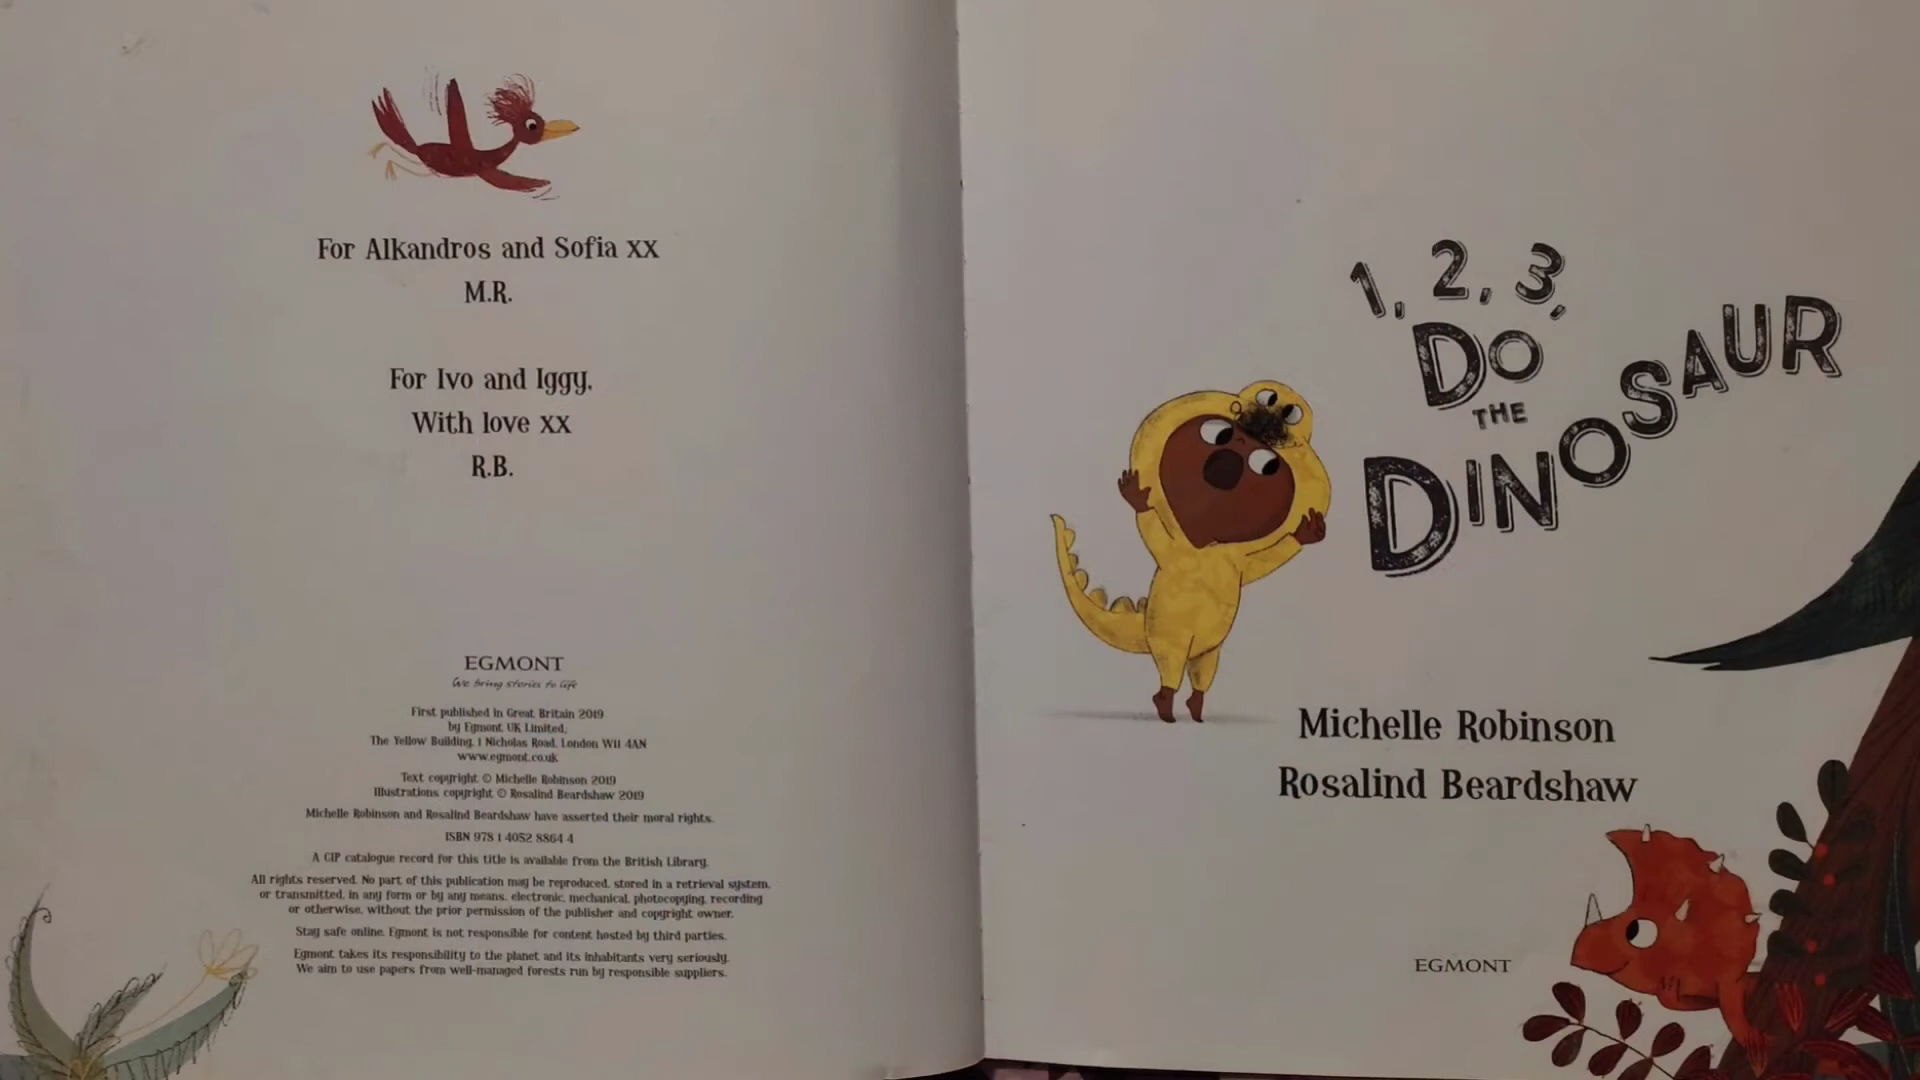 For Alkandros and Sofia xx
M.R.
For Ivo and Iggy,
With love xx
R.B.
EGMONT
We bring stories to life
First published in Great Britain 2019
by Egmont UK Limited,
The Yellow Building, 1 Nicholas Road, London W11 4AN
www.egmont.co.uk
Text copyright © Michelle Robinson 2019
Illustrations copyright © Rosalind Beardshaw 2019
Michelle Robinson and Rosalind Beardshaw have asserted their moral rights.
ISBN 978 1 4052 8864 4
A CIP catalogue record for this title is available from the British Library.
All rights reserved. No part of this publication may be reproduced, stored in a retrieval system,
or transmitted, in any form or by any means, electronic, mechanical, photocopying, recording
or otherwise, without the prior permission of the publisher and copyright owner.
Stay safe online. Egmont is not responsible for content hosted by third parties.
Egmont takes its responsibility to the planet and its inhabitants very seriously.
We aim to use papers from well-managed forests run by responsible suppliers.
1, 2, 3,
DO
THE
DINOSAUR
Michelle Robinson
Rosalind Beardshaw
EGMONT